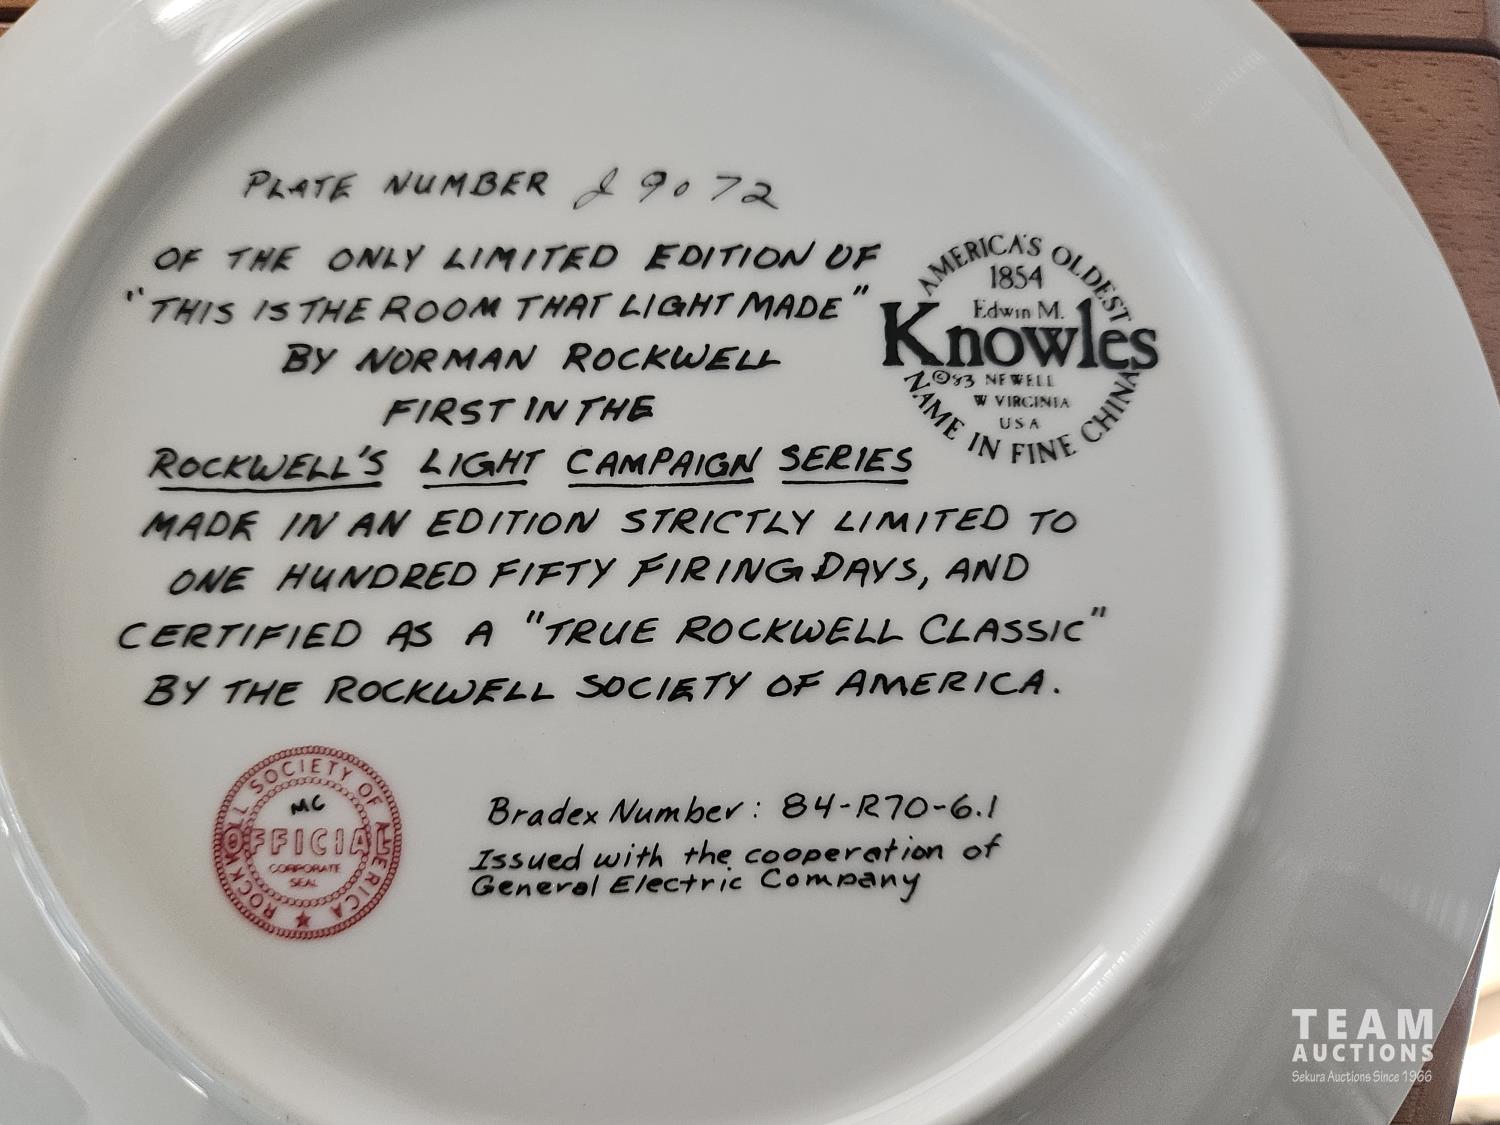 PLATE NUMBER J 9072
OF THE ONLY LIMITED EDITION OF
"THIS IS THE ROOM THAT LIGHT MADE"
BY NORMAN ROCKWELL
FIRST IN THE
ROCKWELL'S LIGHT CAMPAIGN SERIES
MADE IN AN EDITION STRICTLY LIMITED TO
ONE HUNDRED FIFTY FIRING DAYS, AND
CERTIFIED AS A "TRUE ROCKWELL CLASSIC"
BY THE ROCKWELL SOCIETY OF AMERICA.
AMERICA'S OLDEST
1854
Edwin M.
Knowles
©83 NEWELL
W VIRGINIA
USA
NAME IN FINE CHINA
ROCKWELL SOCIETY OF AMERICA
MC
OFFICIAL
CORPORATE
SEAL
Bradex Number: 84-R70-6.1
Issued with the cooperation of
General Electric Company
TEAM
AUCTIONS
Sekura Auctions Since 1966